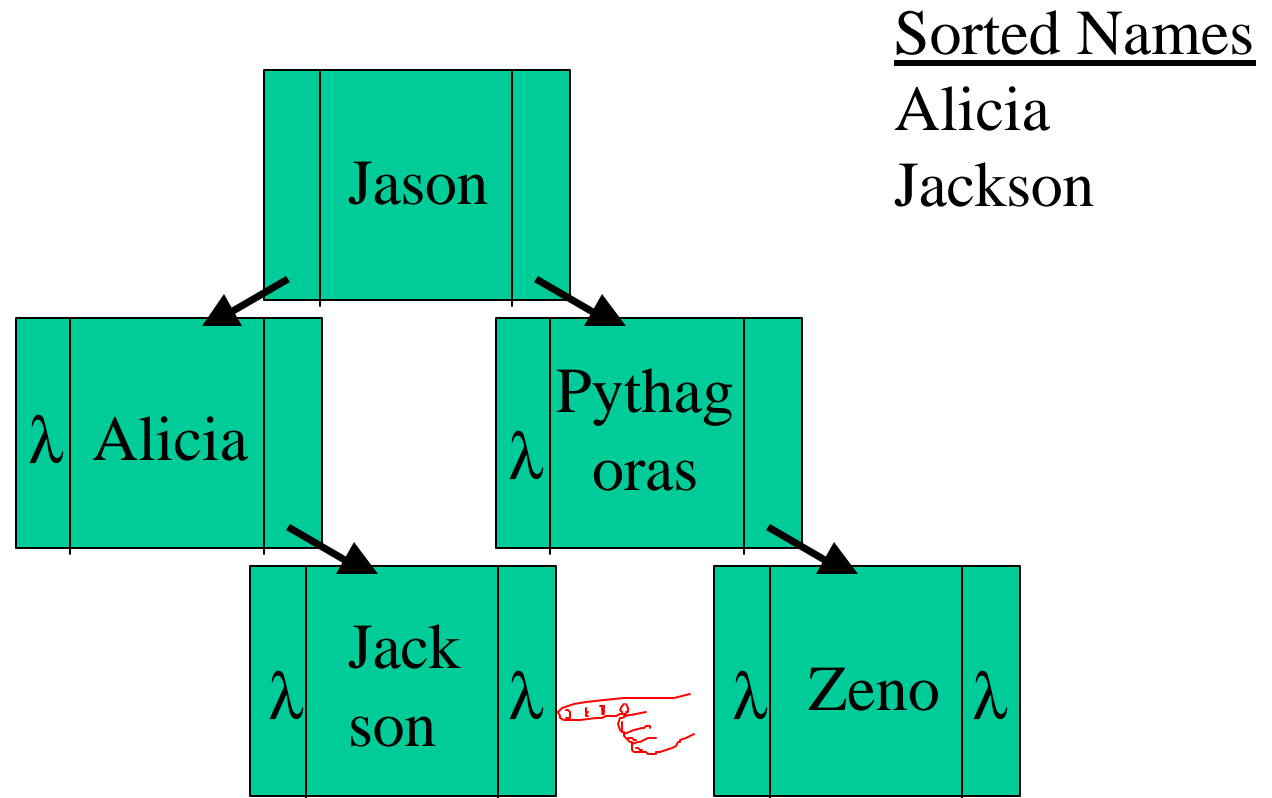 Sorted Names
Alicia
Jackson
Jason
λ Alicia
Pythag
λ oras
Jack
λ son λ
λ Zeno λ